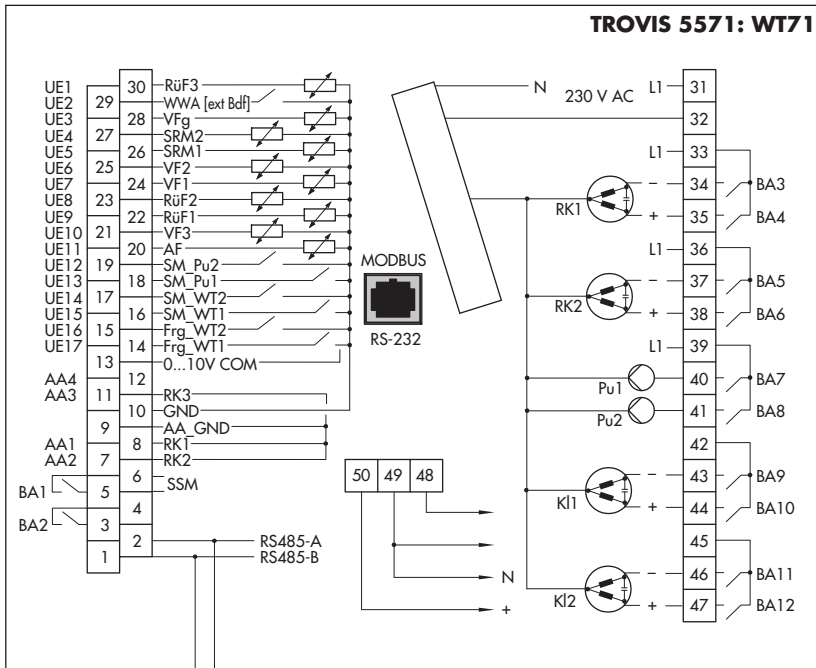 TROVIS 5571: WT71
UE1 30 RüF3
UE2 29 WWA [ext Bdf]
UE3 28 VFg
UE4 27 SRM2
UE5 26 SRM1
UE6 25 VF2
UE7 24 VF1
UE8 23 RüF2
UE9 22 RüF1
UE10 21 VF3
UE11 20 AF
UE12 19 SM_Pu2
UE13 18 SM_Pu1
UE14 17 SM_WT2
UE15 16 SM_WT1
UE16 15 Frg_WT2
UE17 14 Frg_WT1
13 0...10V COM
AA4 12
AA3 11 RK3
10 GND
9 AA_GND
AA1 8 RK1
AA2 7 RK2
6 SSM
BA1 5
4
BA2 3
2 RS485-A
1 RS485-B
MODBUS
RS-232
50 49 48
N
+
N 230 V AC L1 31
32
L1 33
RK1 − 34 BA3
+ 35 BA4
L1 36
RK2 − 37 BA5
+ 38 BA6
L1 39
Pu1 40 BA7
Pu2 41 BA8
42
Kl1 − 43 BA9
+ 44 BA10
45
Kl2 − 46 BA11
+ 47 BA12